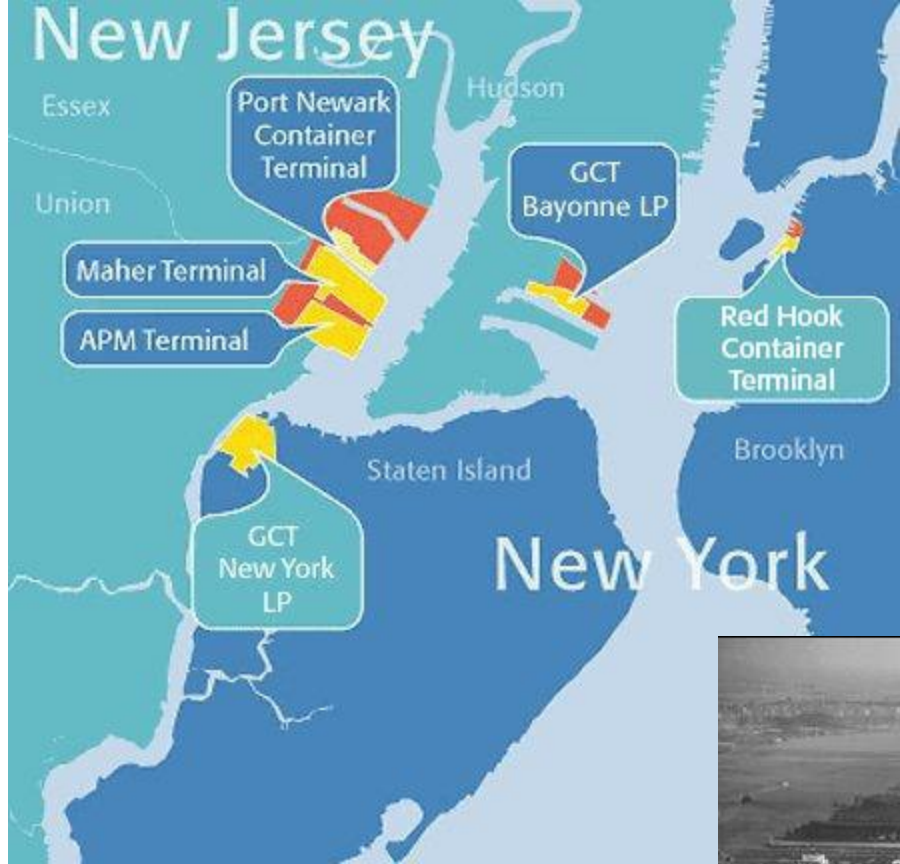 New Jersey
Essex
Hudson
Port Newark
Container
Terminal
GCT
Bayonne LP
Union
Maher Terminal
APM Terminal
Red Hook
Container
Terminal
Brooklyn
Staten Island
GCT
New York
LP
New York